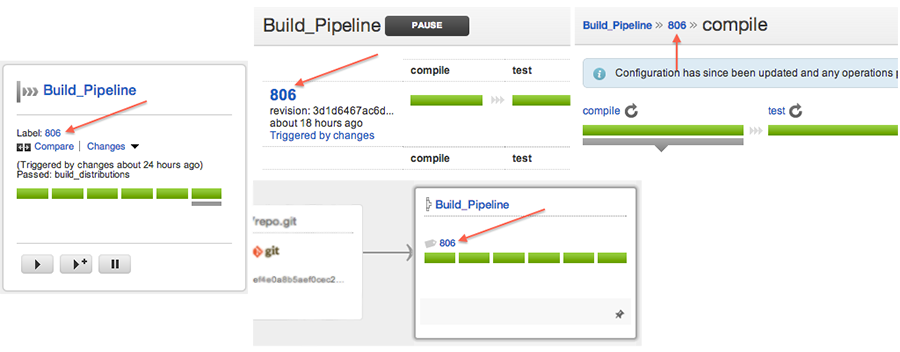 Build_Pipeline
Label: 806
Compare | Changes
(Triggered by changes about 24 hours ago)
Passed: build_distributions
Build_Pipeline PAUSE
compile test
806
revision: 3d1d6467ac6d...
about 18 hours ago
Triggered by changes
compile test
Build_Pipeline » 806 » compile
i Configuration has since been updated and any operations p
compile test
repo.git
git
ef4e0a8b5aef0cec2...
Build_Pipeline
806